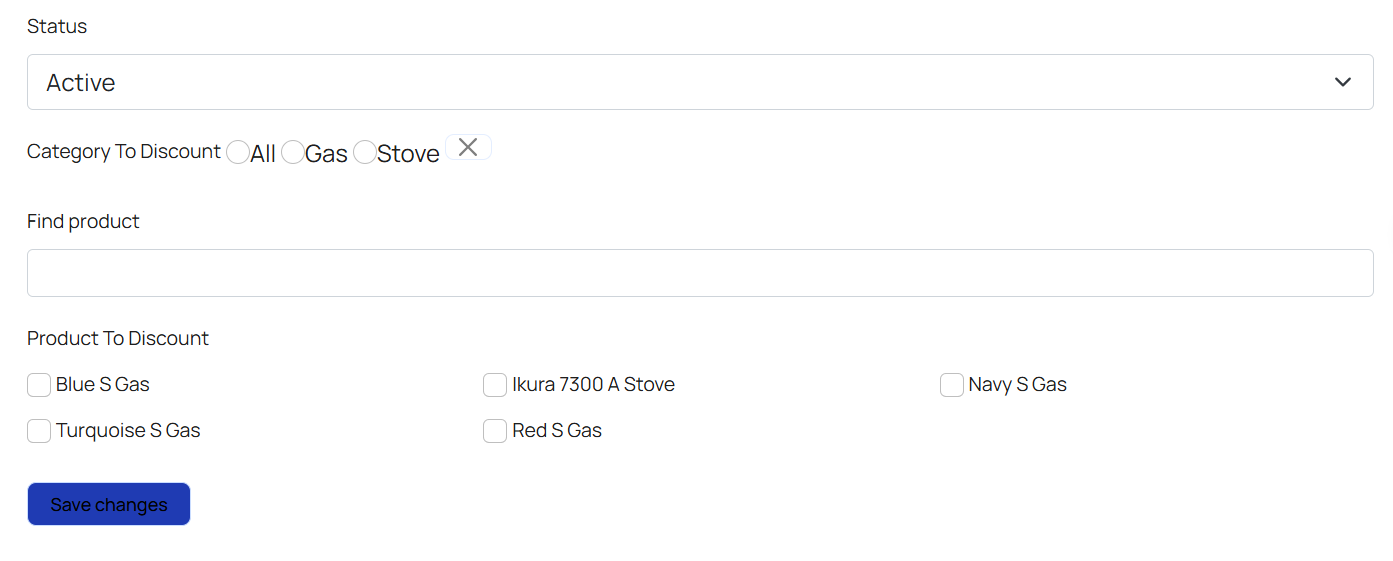 Status
Active
Category To Discount All Gas Stove
Find product
Product To Discount
Blue S Gas Ikura 7300 A Stove Navy S Gas
Turquoise S Gas Red S Gas
Save changes